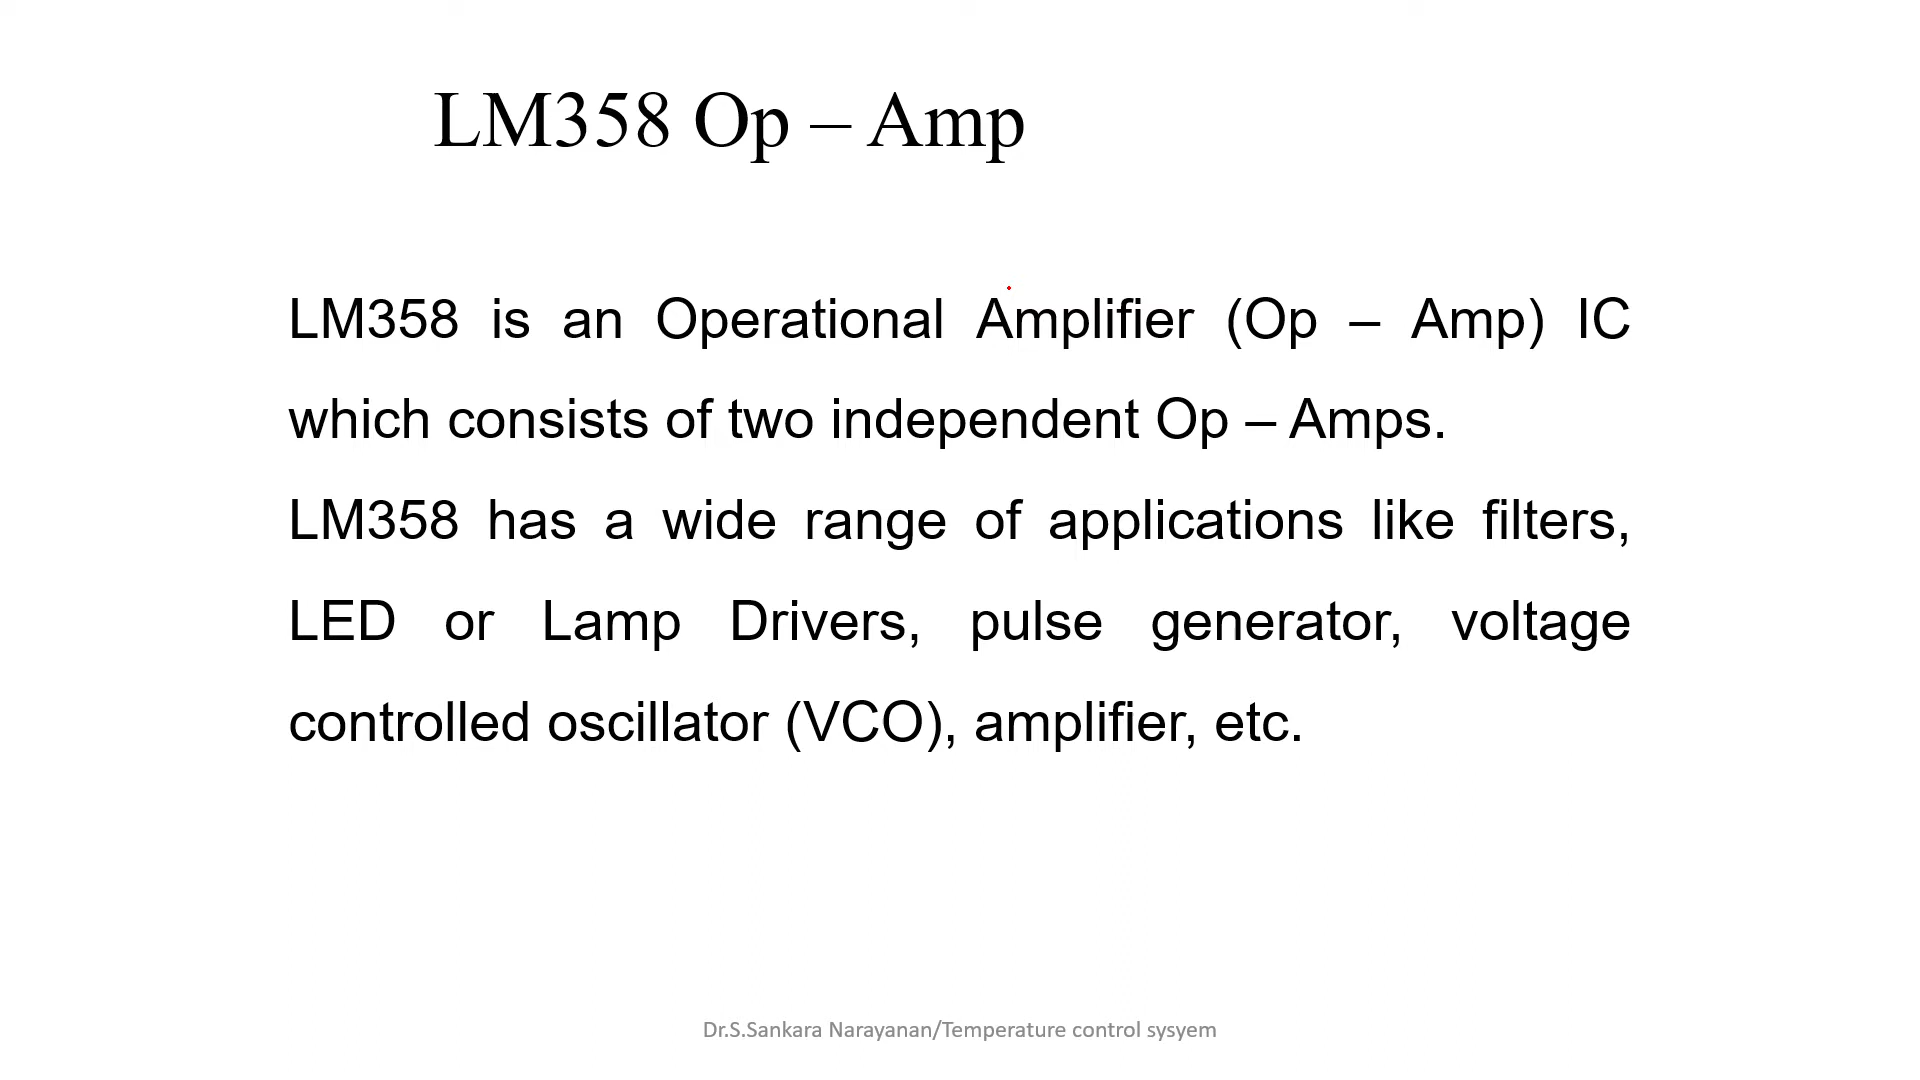 LM358 Op – Amp
LM358 is an Operational Amplifier (Op – Amp) IC
which consists of two independent Op – Amps.
LM358 has a wide range of applications like filters,
LED or Lamp Drivers, pulse generator, voltage
controlled oscillator (VCO), amplifier, etc.
Dr.S.Sankara Narayanan/Temperature control sysyem